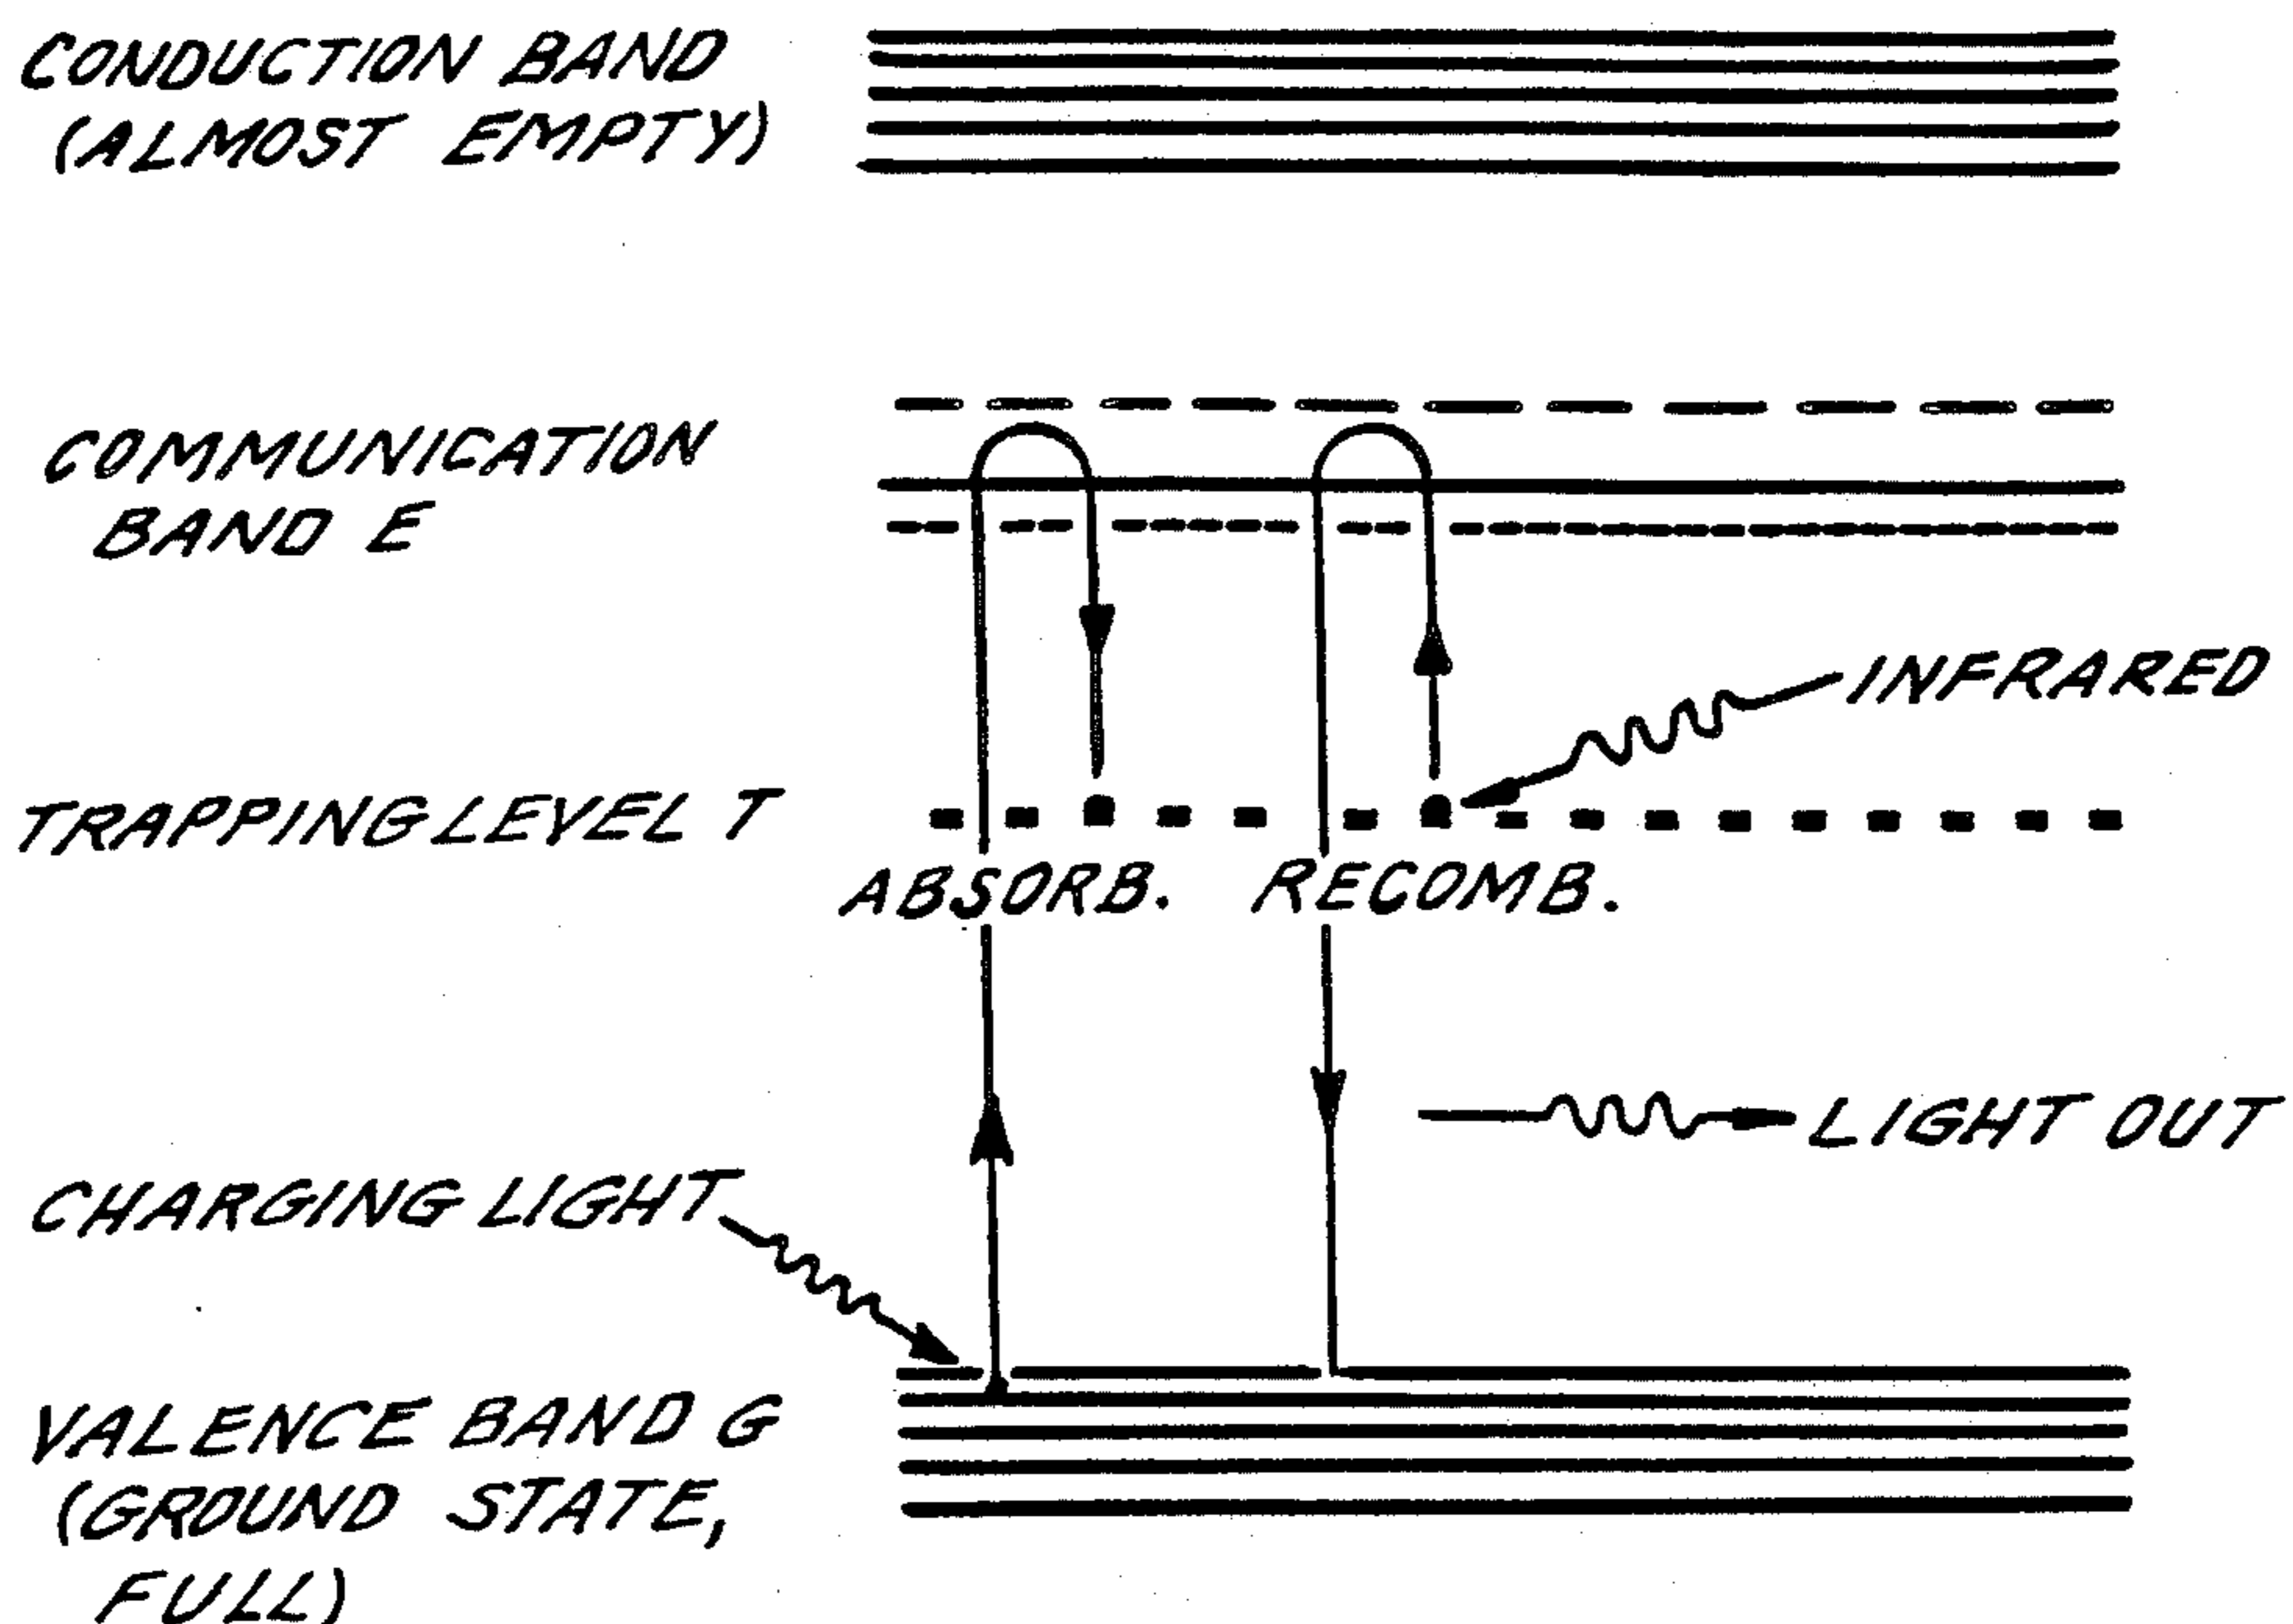 CONDUCTION BAND
(ALMOST EMPTY)
COMMUNICATION
BAND E
INFRARED
TRAPPING LEVEL T
ABSORB. RECOMB.
LIGHT OUT
CHARGING LIGHT
VALENCE BAND G
(GROUND STATE,
FULL)